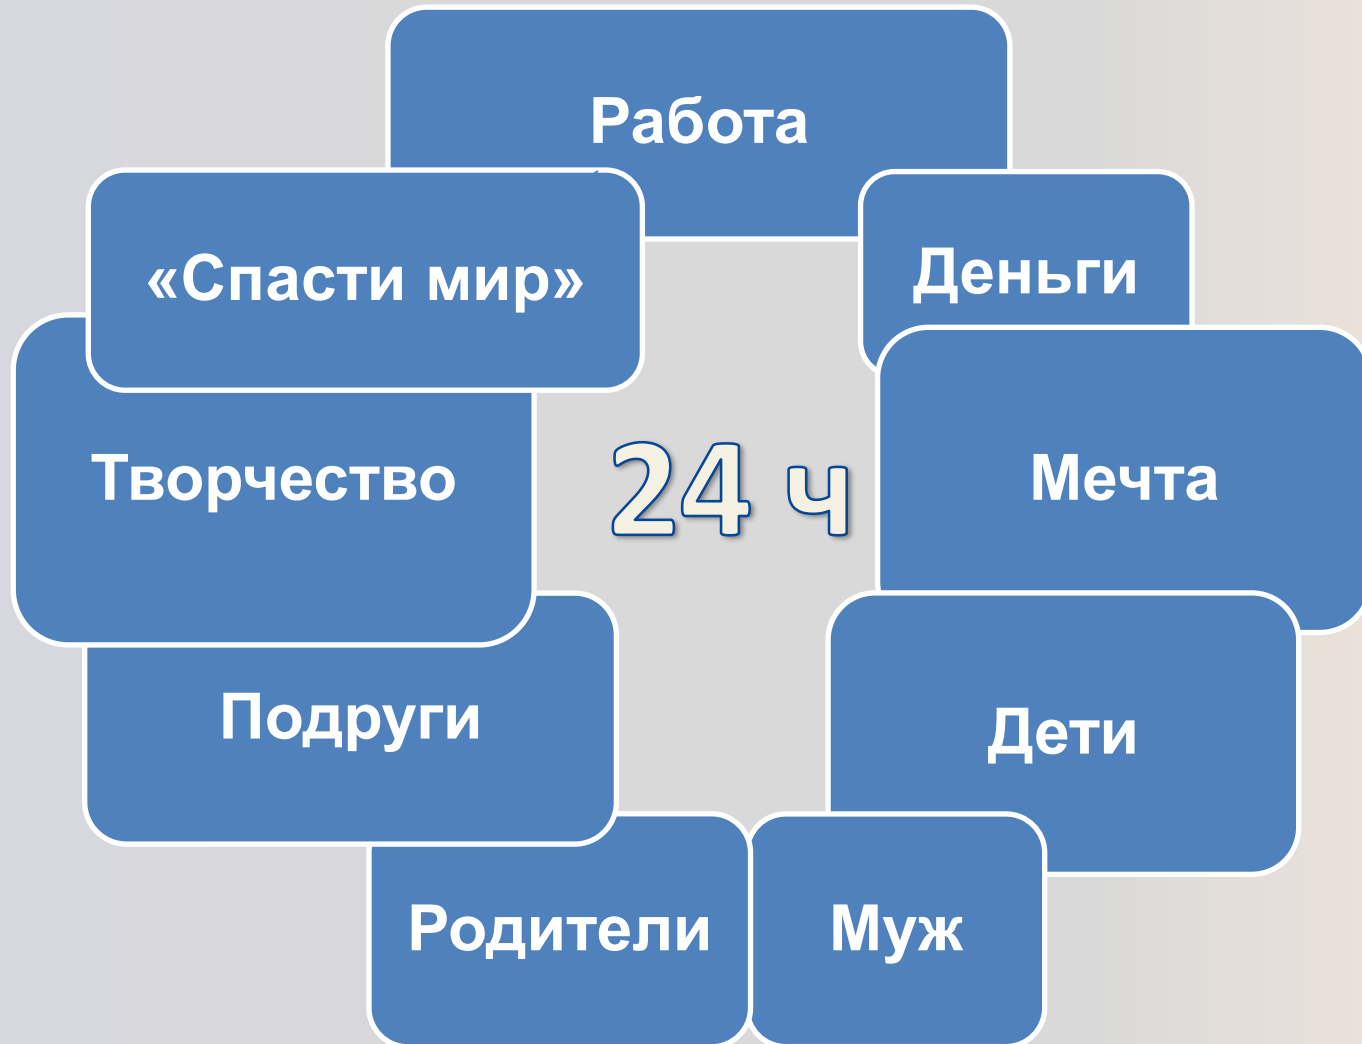 Работа
«Спасти мир»
Деньги
Творчество
24 ч
Мечта
Подруги
Дети
Родители
Муж